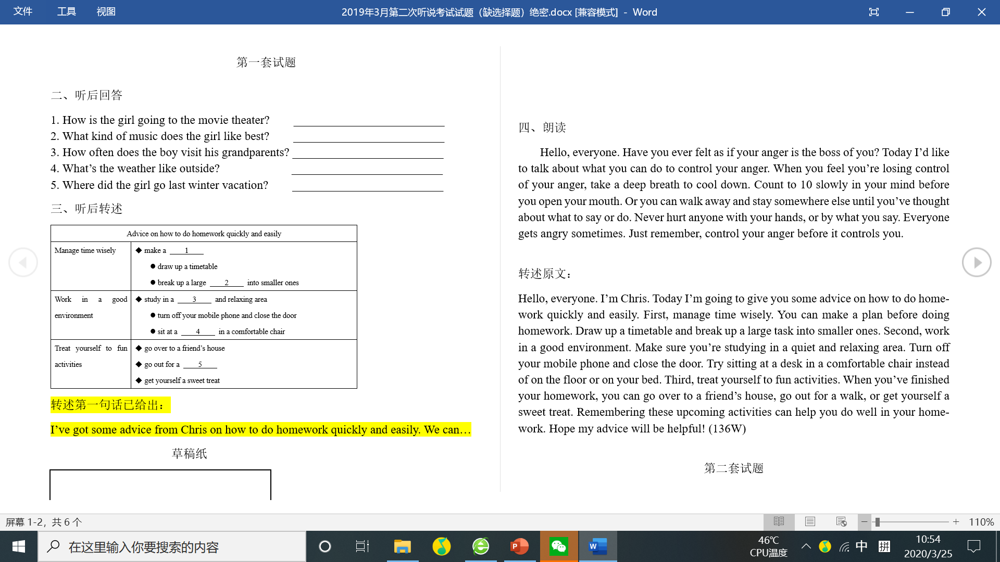 文件 工具 视图 2019年3月第二次听说考试试题（缺选择题）绝密.docx [兼容模式] - Word
第一套试题
二、听后回答
1. How is the girl going to the movie theater?
2. What kind of music does the girl like best?
3. How often does the boy visit his grandparents?
4. What’s the weather like outside?
5. Where did the girl go last winter vacation?
三、听后转述
Advice on how to do homework quickly and easily
Manage time wisely
◆ make a 1
● draw up a timetable
● break up a large 2 into smaller ones
Work in a good
environment
◆ study in a 3 and relaxing area
● turn off your mobile phone and close the door
● sit at a 4 in a comfortable chair
Treat yourself to fun
activities
◆ go over to a friend’s house
◆ go out for a 5
◆ get yourself a sweet treat
转述第一句话已给出：
I’ve got some advice from Chris on how to do homework quickly and easily. We can…
草稿纸
四、朗读
Hello, everyone. Have you ever felt as if your anger is the boss of you? Today I’d like
to talk about what you can do to control your anger. When you feel you’re losing control
of your anger, take a deep breath to cool down. Count to 10 slowly in your mind before
you open your mouth. Or you can walk away and stay somewhere else until you’ve thought
about what to say or do. Never hurt anyone with your hands, or by what you say. Everyone
gets angry sometimes. Just remember, control your anger before it controls you.
转述原文：
Hello, everyone. I’m Chris. Today I’m going to give you some advice on how to do home-
work quickly and easily. First, manage time wisely. You can make a plan before doing
homework. Draw up a timetable and break up a large task into smaller ones. Second, work
in a good environment. Make sure you’re studying in a quiet and relaxing area. Turn off
your mobile phone and close the door. Try sitting at a desk in a comfortable chair instead
of on the floor or on your bed. Third, treat yourself to fun activities. When you’ve finished
your homework, you can go over to a friend’s house, go out for a walk, or get yourself a
sweet treat. Remembering these upcoming activities can help you do well in your home-
work. Hope my advice will be helpful! (136W)
第二套试题
屏幕 1-2，共 6 个 110%
在这里输入你要搜索的内容
P
W
46℃
CPU温度
中
拼
10:54
2020/3/25